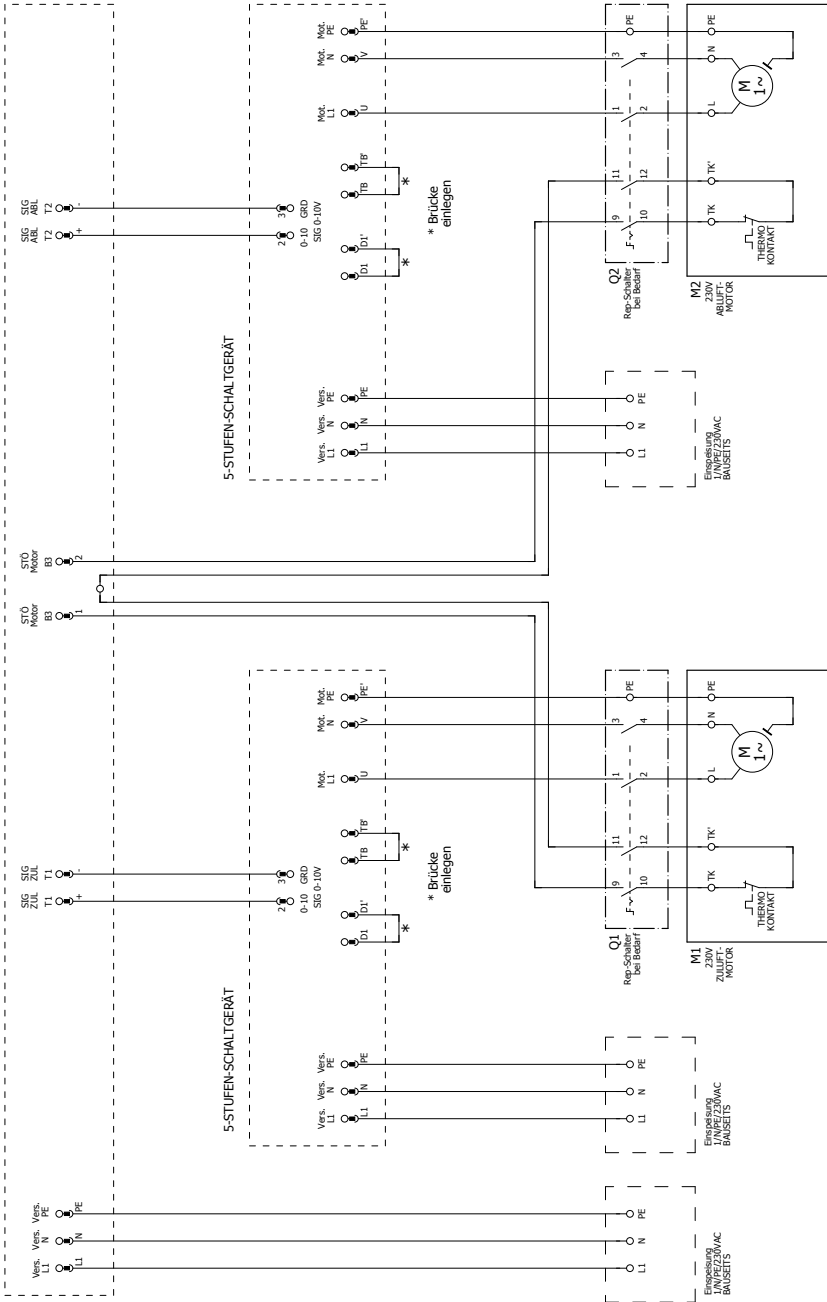 Vers. L1
L1
Vers. N
N
Vers. PE
PE
SIG ZUL T1
+
SIG ZUL T1
-
STÖ Motor B3
1
STÖ Motor B3
2
SIG ABL T2
+
SIG ABL T2
-
5-STUFEN-SCHALTGERÄT
2
0-10
SIG 0-10V
3
GRD
Vers. L1
L1
Vers. N
N
Vers. PE
PE
D1
D1'
*
TB
TB'
*
Mot. L1
U
Mot. N
V
Mot. PE
PE'
* Brücke
einlegen
5-STUFEN-SCHALTGERÄT
2
0-10
SIG 0-10V
3
GRD
Vers. L1
L1
Vers. N
N
Vers. PE
PE
D1
D1'
*
TB
TB'
*
Mot. L1
U
Mot. N
V
Mot. PE
PE'
* Brücke
einlegen
L1
N
PE
Einspeisung
1/N/PE/230VAC
BAUSEITS
L1
N
PE
Einspeisung
1/N/PE/230VAC
BAUSEITS
Q1
Rep-Schalter
bei Bedarf
9
10
11
12
1
2
3
4
PE
M1
230V
ZULUFT-
MOTOR
TK
TK'
L
N
PE
THERMO
KONTAKT
M
1~
L1
N
PE
Einspeisung
1/N/PE/230VAC
BAUSEITS
Q2
Rep-Schalter
bei Bedarf
9
10
11
12
1
2
3
4
PE
M2
230V
ABLUFT-
MOTOR
TK
TK'
L
N
PE
THERMO
KONTAKT
M
1~